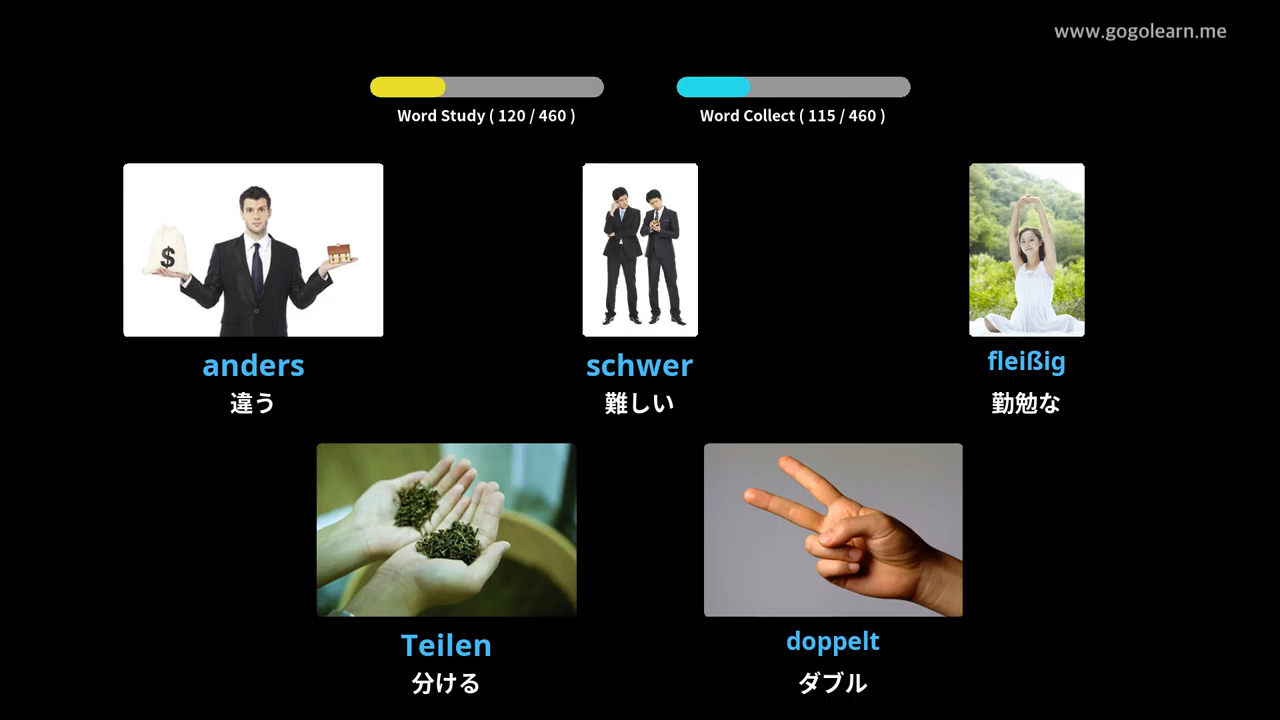 www.gogolearn.me
Word Study ( 120 / 460 )
Word Collect ( 115 / 460 )
$
anders
違う
schwer
難しい
fleißig
勤勉な
Teilen
分ける
doppelt
ダブル